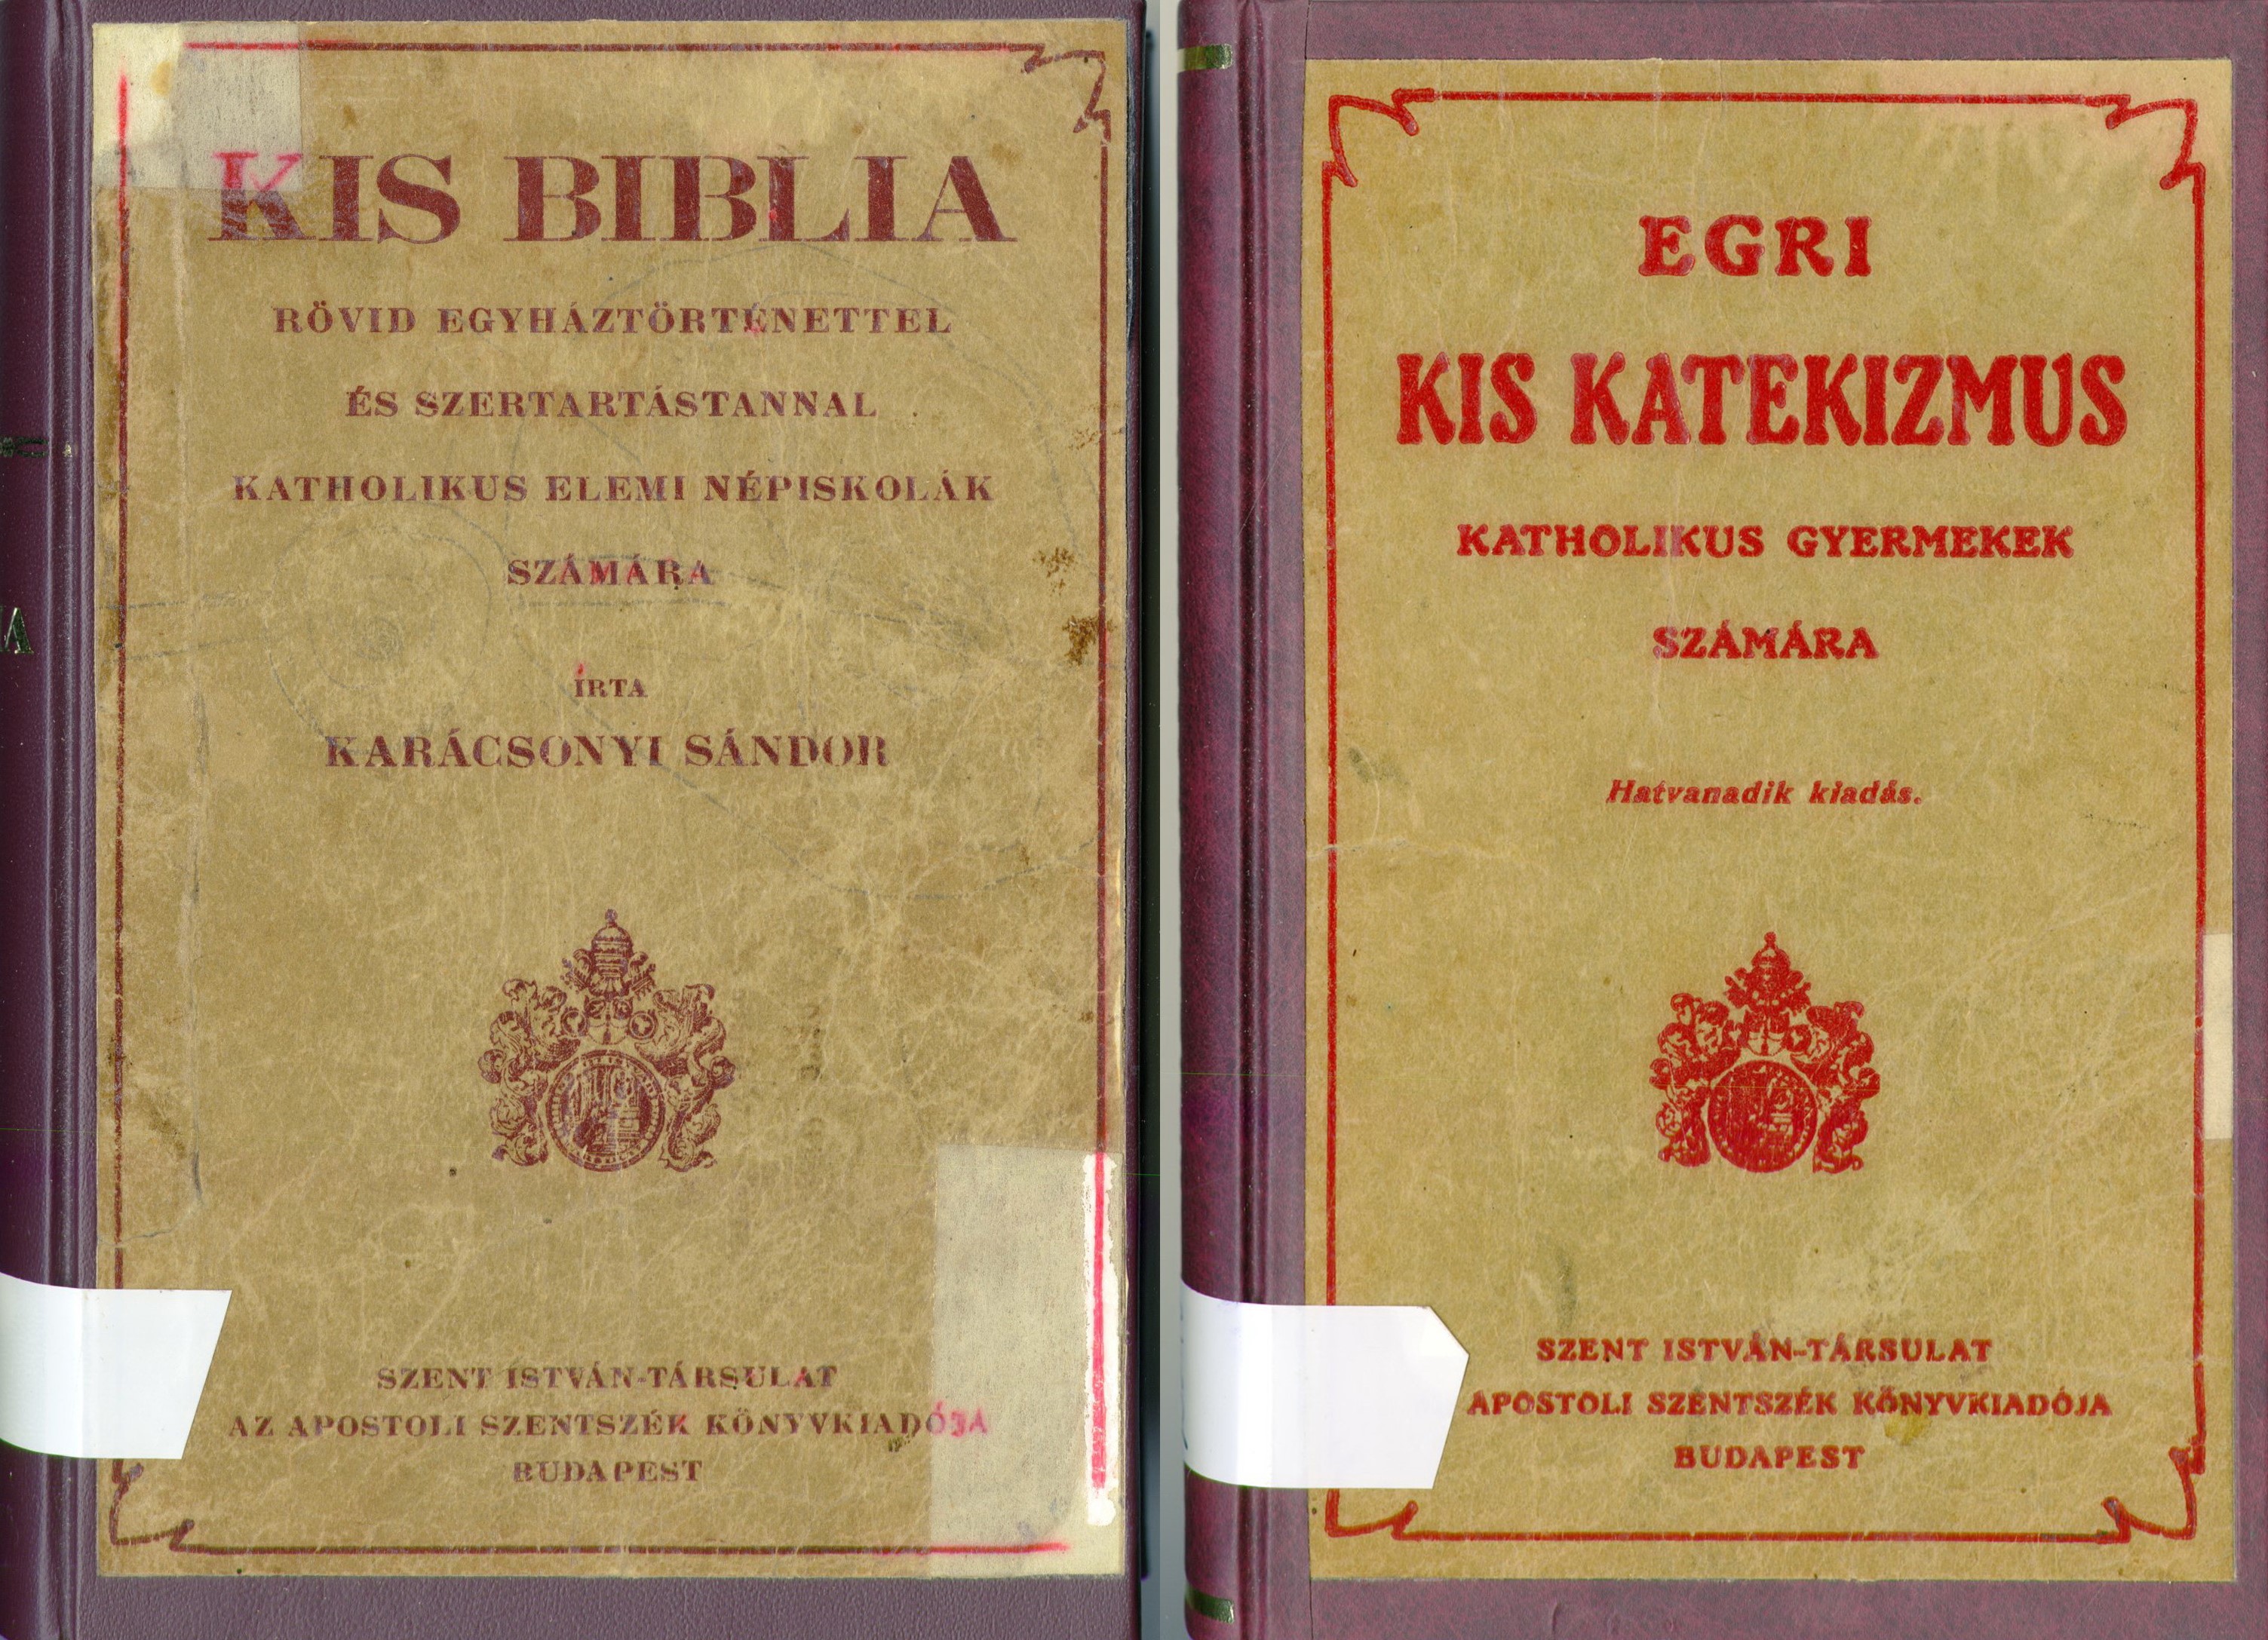 KIS BIBLIA
RÖVID EGYHÁZTÖRTÉNETTEL
ÉS SZERTARTÁSTANNAL
KATHOLIKUS ELEMI NÉPISKOLÁK
SZÁMÁRA
ÍRTA
KARÁCSONYI SÁNDOR
SZENT ISTVÁN-TÁRSULAT
AZ APOSTOLI SZENTSZÉK KÖNYVKIADÓJA
BUDAPEST
EGRI
KIS KATEKIZMUS
KATHOLIKUS GYERMEKEK
SZÁMÁRA
Hatvanadik kiadás.
SZENT ISTVÁN-TÁRSULAT
APOSTOLI SZENTSZÉK KÖNYVKIADÓJA
BUDAPEST